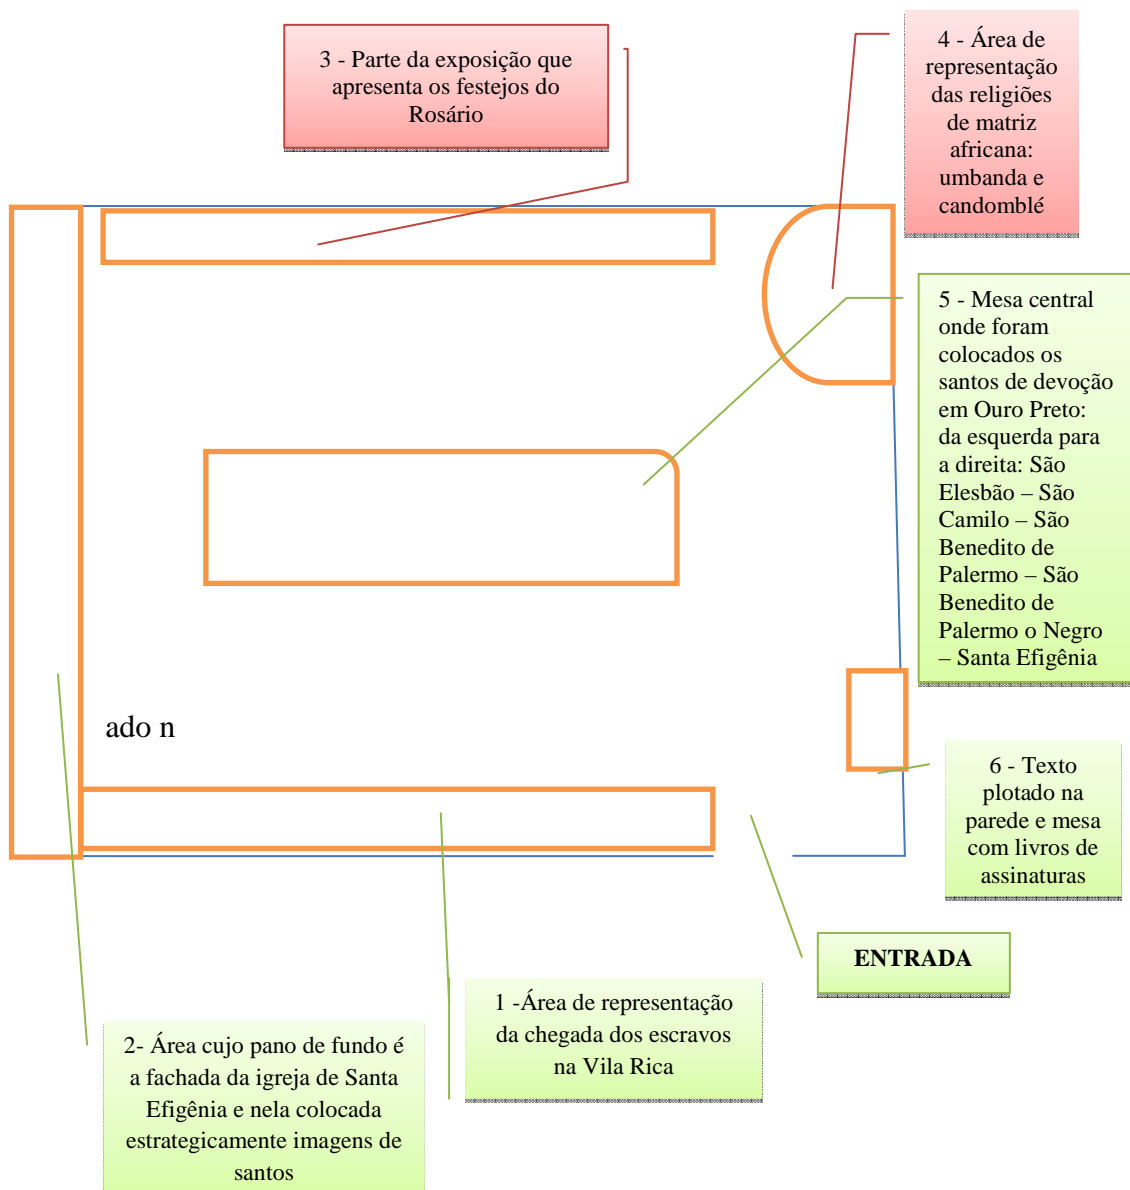 3 - Parte da exposição que
apresenta os festejos do
Rosário
4 - Área de
representação
das religiões
de matriz
africana:
umbanda e
candomblé
5 - Mesa central
onde foram
colocados os
santos de devoção
em Ouro Preto:
da esquerda para
a direita: São
Elesbão – São
Camilo – São
Benedito de
Palermo – São
Benedito de
Palermo o Negro
– Santa Efigênia
ado n
6 - Texto
plotado na
parede e mesa
com livros de
assinaturas
ENTRADA
1 -Área de representação
da chegada dos escravos
na Vila Rica
2- Área cujo pano de fundo é
a fachada da igreja de Santa
Efigênia e nela colocada
estrategicamente imagens de
santos